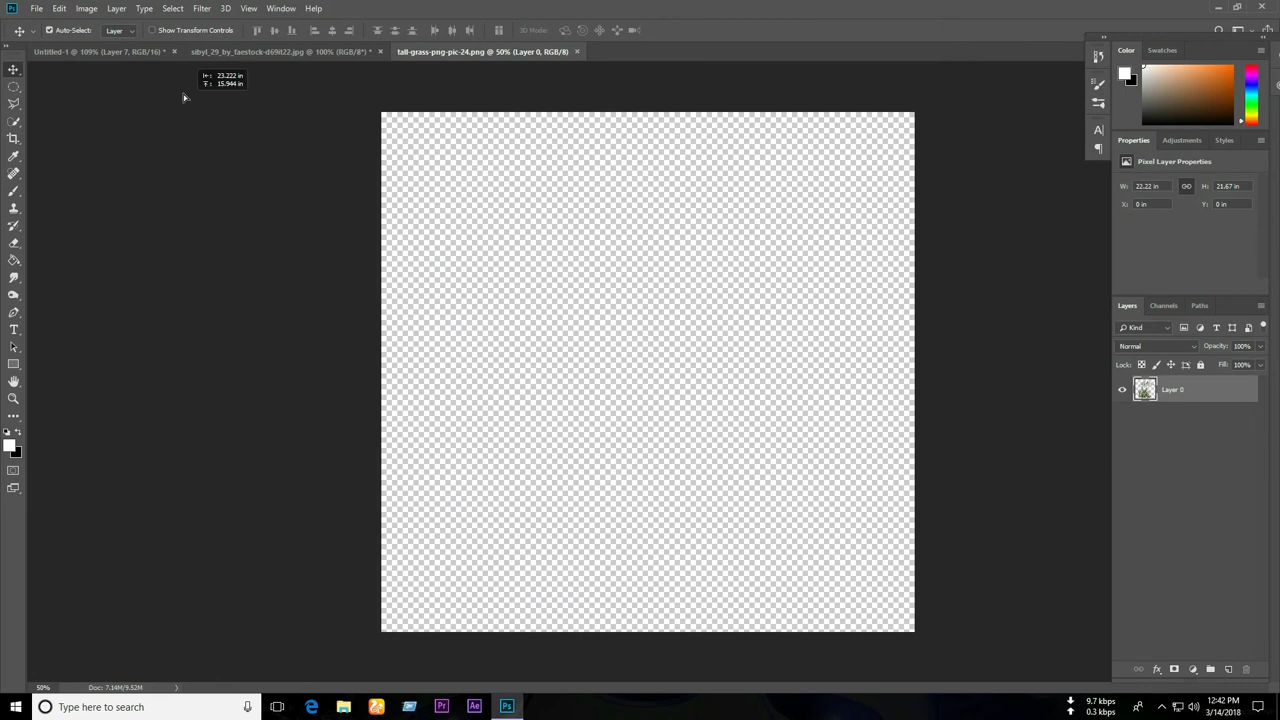 Ps File Edit Image Layer Type Select Filter 3D View Window Help
Auto-Select: Layer Show Transform Controls 3D Mode:
Untitled-1 @ 109% (Layer 7, RGB/16) * × sibyl_29_by_faestock-d69it22.jpg @ 100% (RGB/8*) * × tall-grass-png-pic-24.png @ 50% (Layer 0, RGB/8) ×
Color Swatches
23.222 in
15.944 in
Properties Adjustments Styles
Pixel Layer Properties
W: 22.22 in H: 21.67 in
X: 0 in Y: 0 in
Layers Channels Paths
Kind
Normal Opacity: 100%
Lock: Fill: 100%
Layer 0
50% Doc: 7.14M/9.52M
Type here to search
Pr Ae Ps
9.7 kbps
0.3 kbps
12:42 PM
3/14/2018